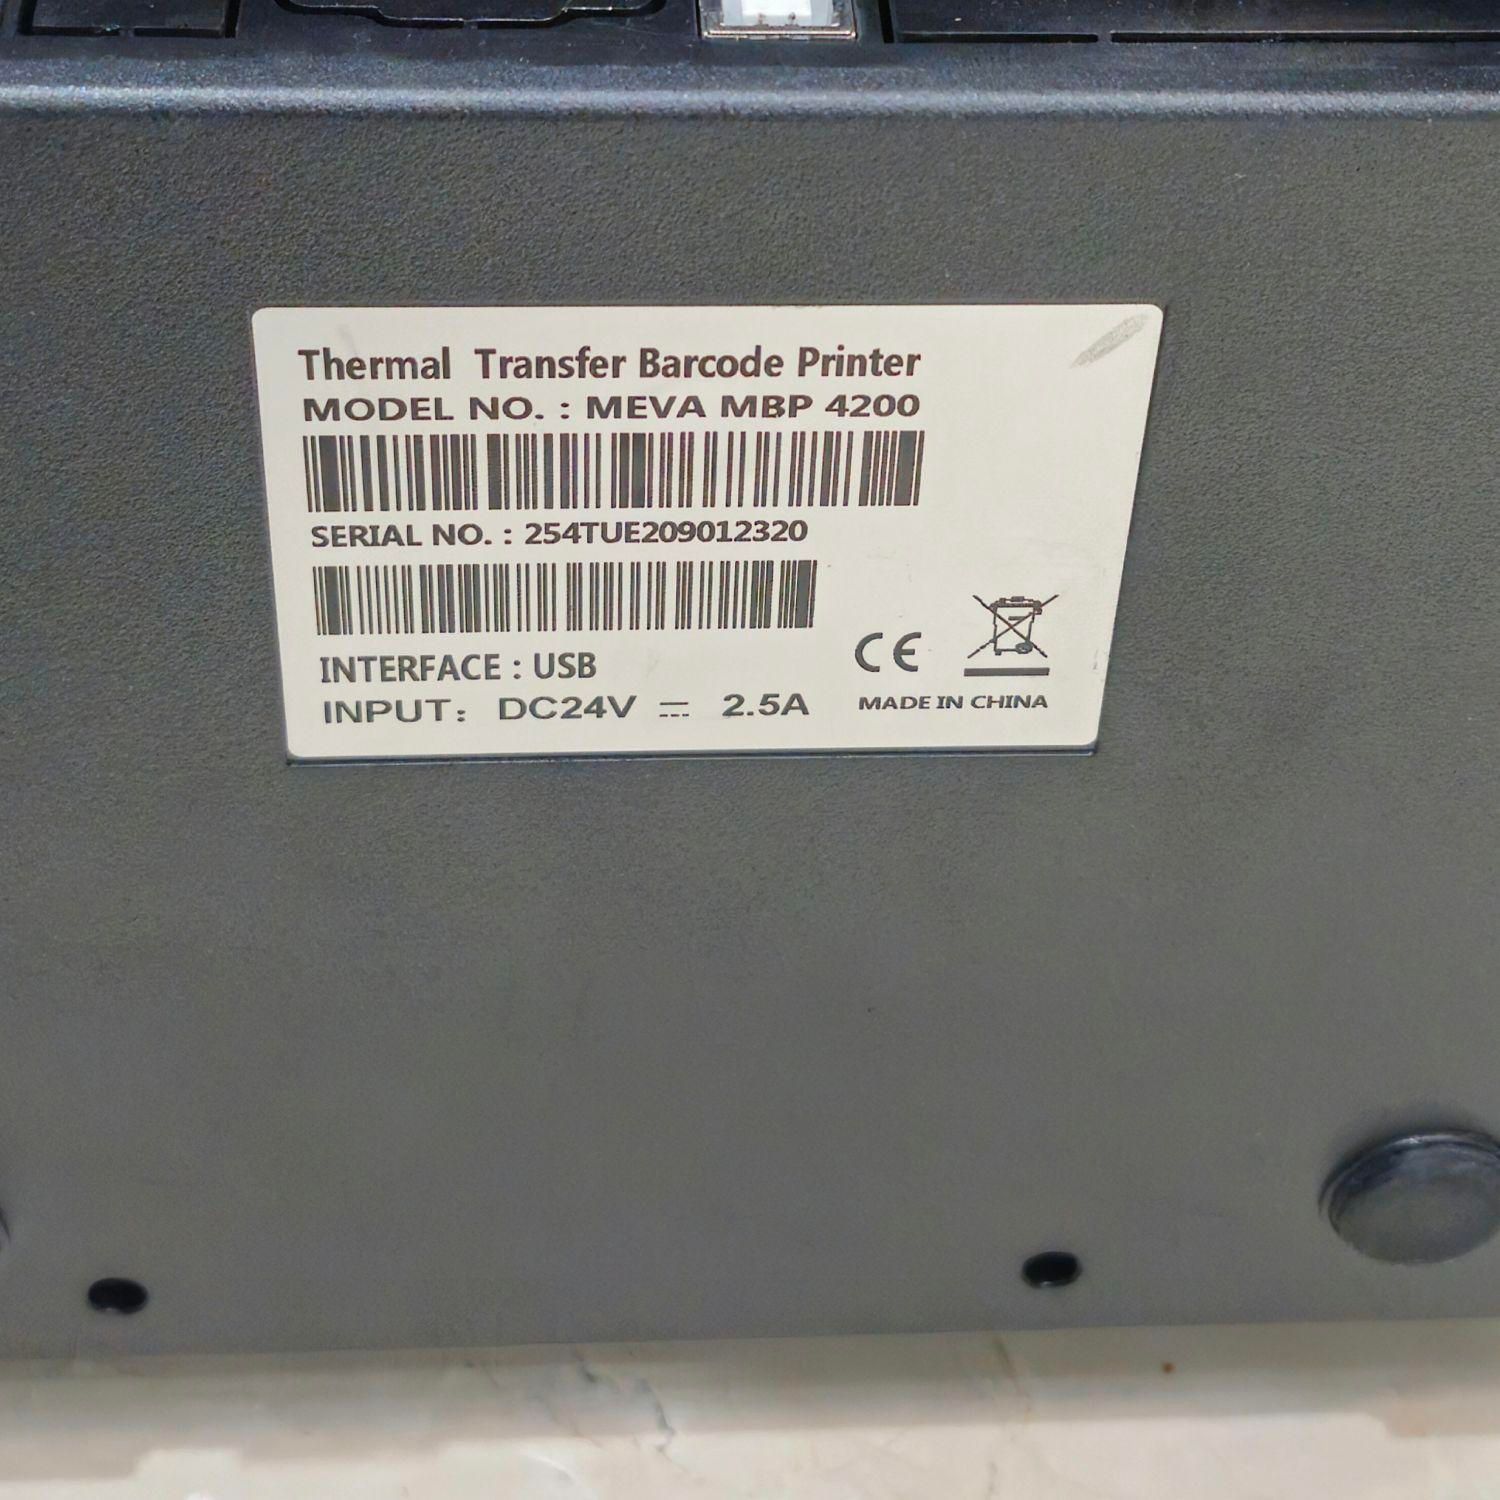 Thermal Transfer Barcode Printer
MODEL NO. : MEVA MBP 4200
SERIAL NO. : 254TUE209012320
INTERFACE : USB
INPUT: DC24V ⎓ 2.5A
CE
MADE IN CHINA